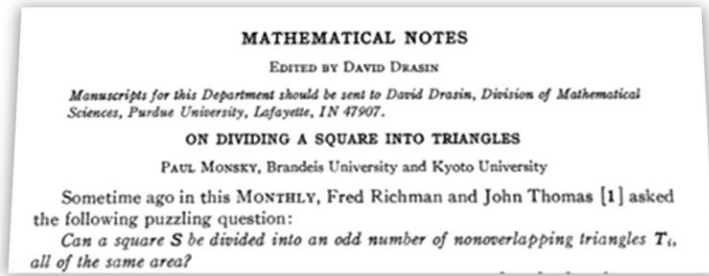 MATHEMATICAL NOTES
EDITED BY DAVID DRASIN
Manuscripts for this Department should be sent to David Drasin, Division of Mathematical
Sciences, Purdue University, Lafayette, IN 47907.
ON DIVIDING A SQUARE INTO TRIANGLES
PAUL MONSKY, Brandeis University and Kyoto University
Sometime ago in this MONTHLY, Fred Richman and John Thomas [1] asked
the following puzzling question:
Can a square S be divided into an odd number of nonoverlapping triangles Tᵢ,
all of the same area?